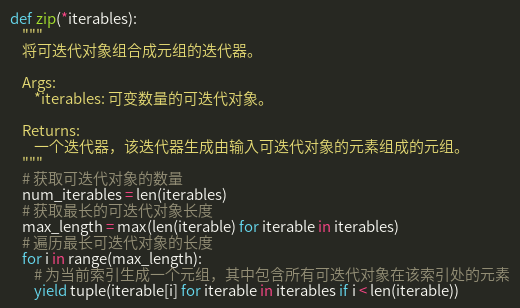 def zip(*iterables):
"""
将可迭代对象组合成元组的迭代器。
Args:
*iterables: 可变数量的可迭代对象。
Returns:
一个迭代器，该迭代器生成由输入可迭代对象的元素组成的元组。
"""
# 获取可迭代对象的数量
num_iterables = len(iterables)
# 获取最长的可迭代对象长度
max_length = max(len(iterable) for iterable in iterables)
# 遍历最长可迭代对象的长度
for i in range(max_length):
# 为当前索引生成一个元组，其中包含所有可迭代对象在该索引处的元素
yield tuple(iterable[i] for iterable in iterables if i < len(iterable))